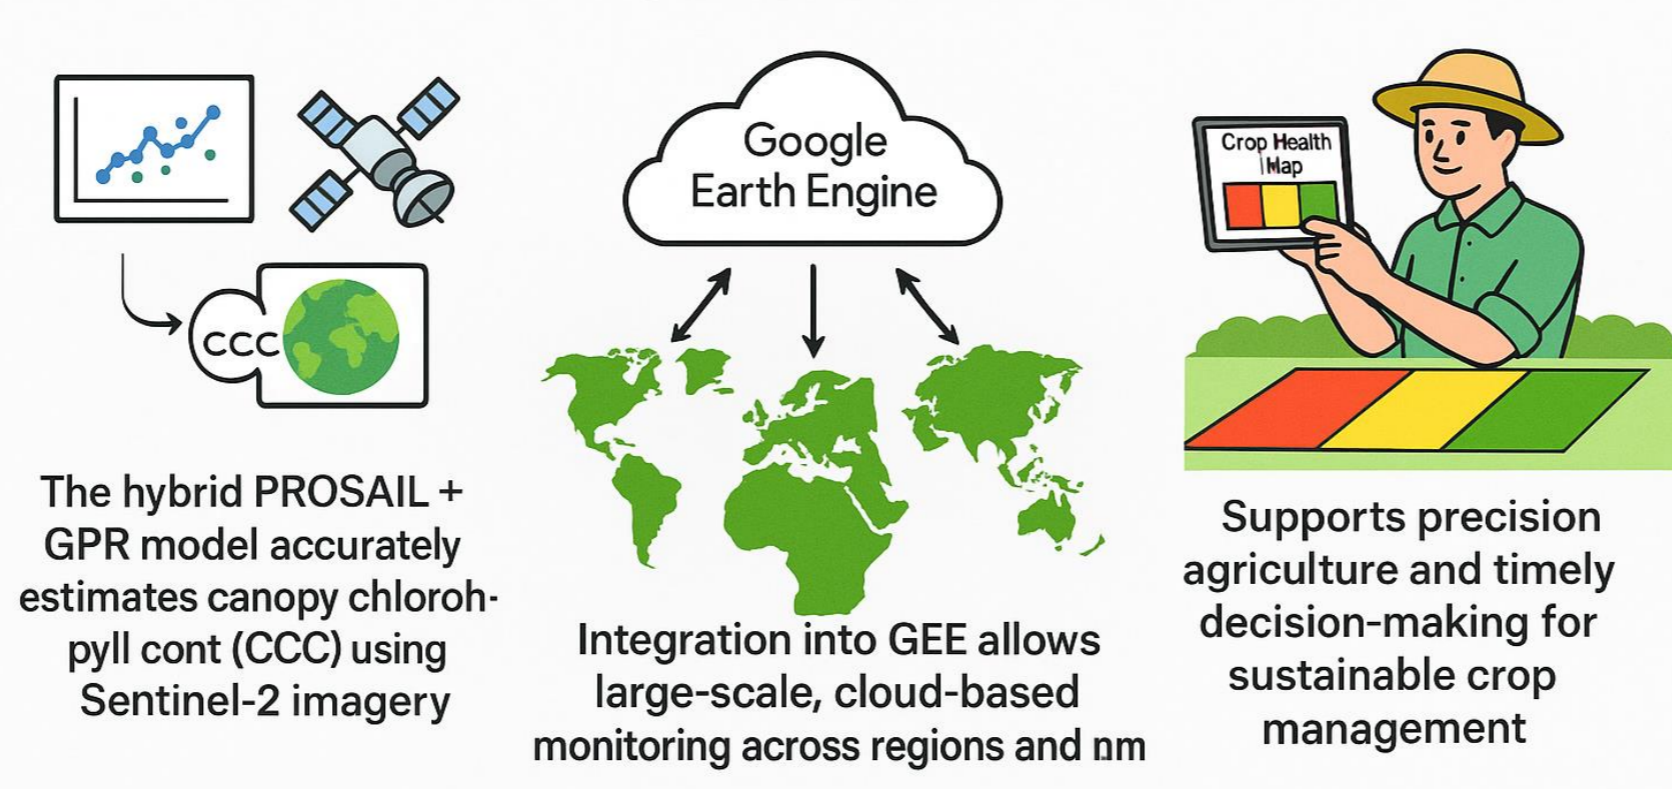 CCC
The hybrid PROSAIL +
GPR model accurately
estimates canopy chloroh-
pyll cont (CCC) using
Sentinel-2 imagery
Google
Earth Engine
Integration into GEE allows
large-scale, cloud-based
monitoring across regions and nm
Crop Health
Map
Supports precision
agriculture and timely
decision-making for
sustainable crop
management